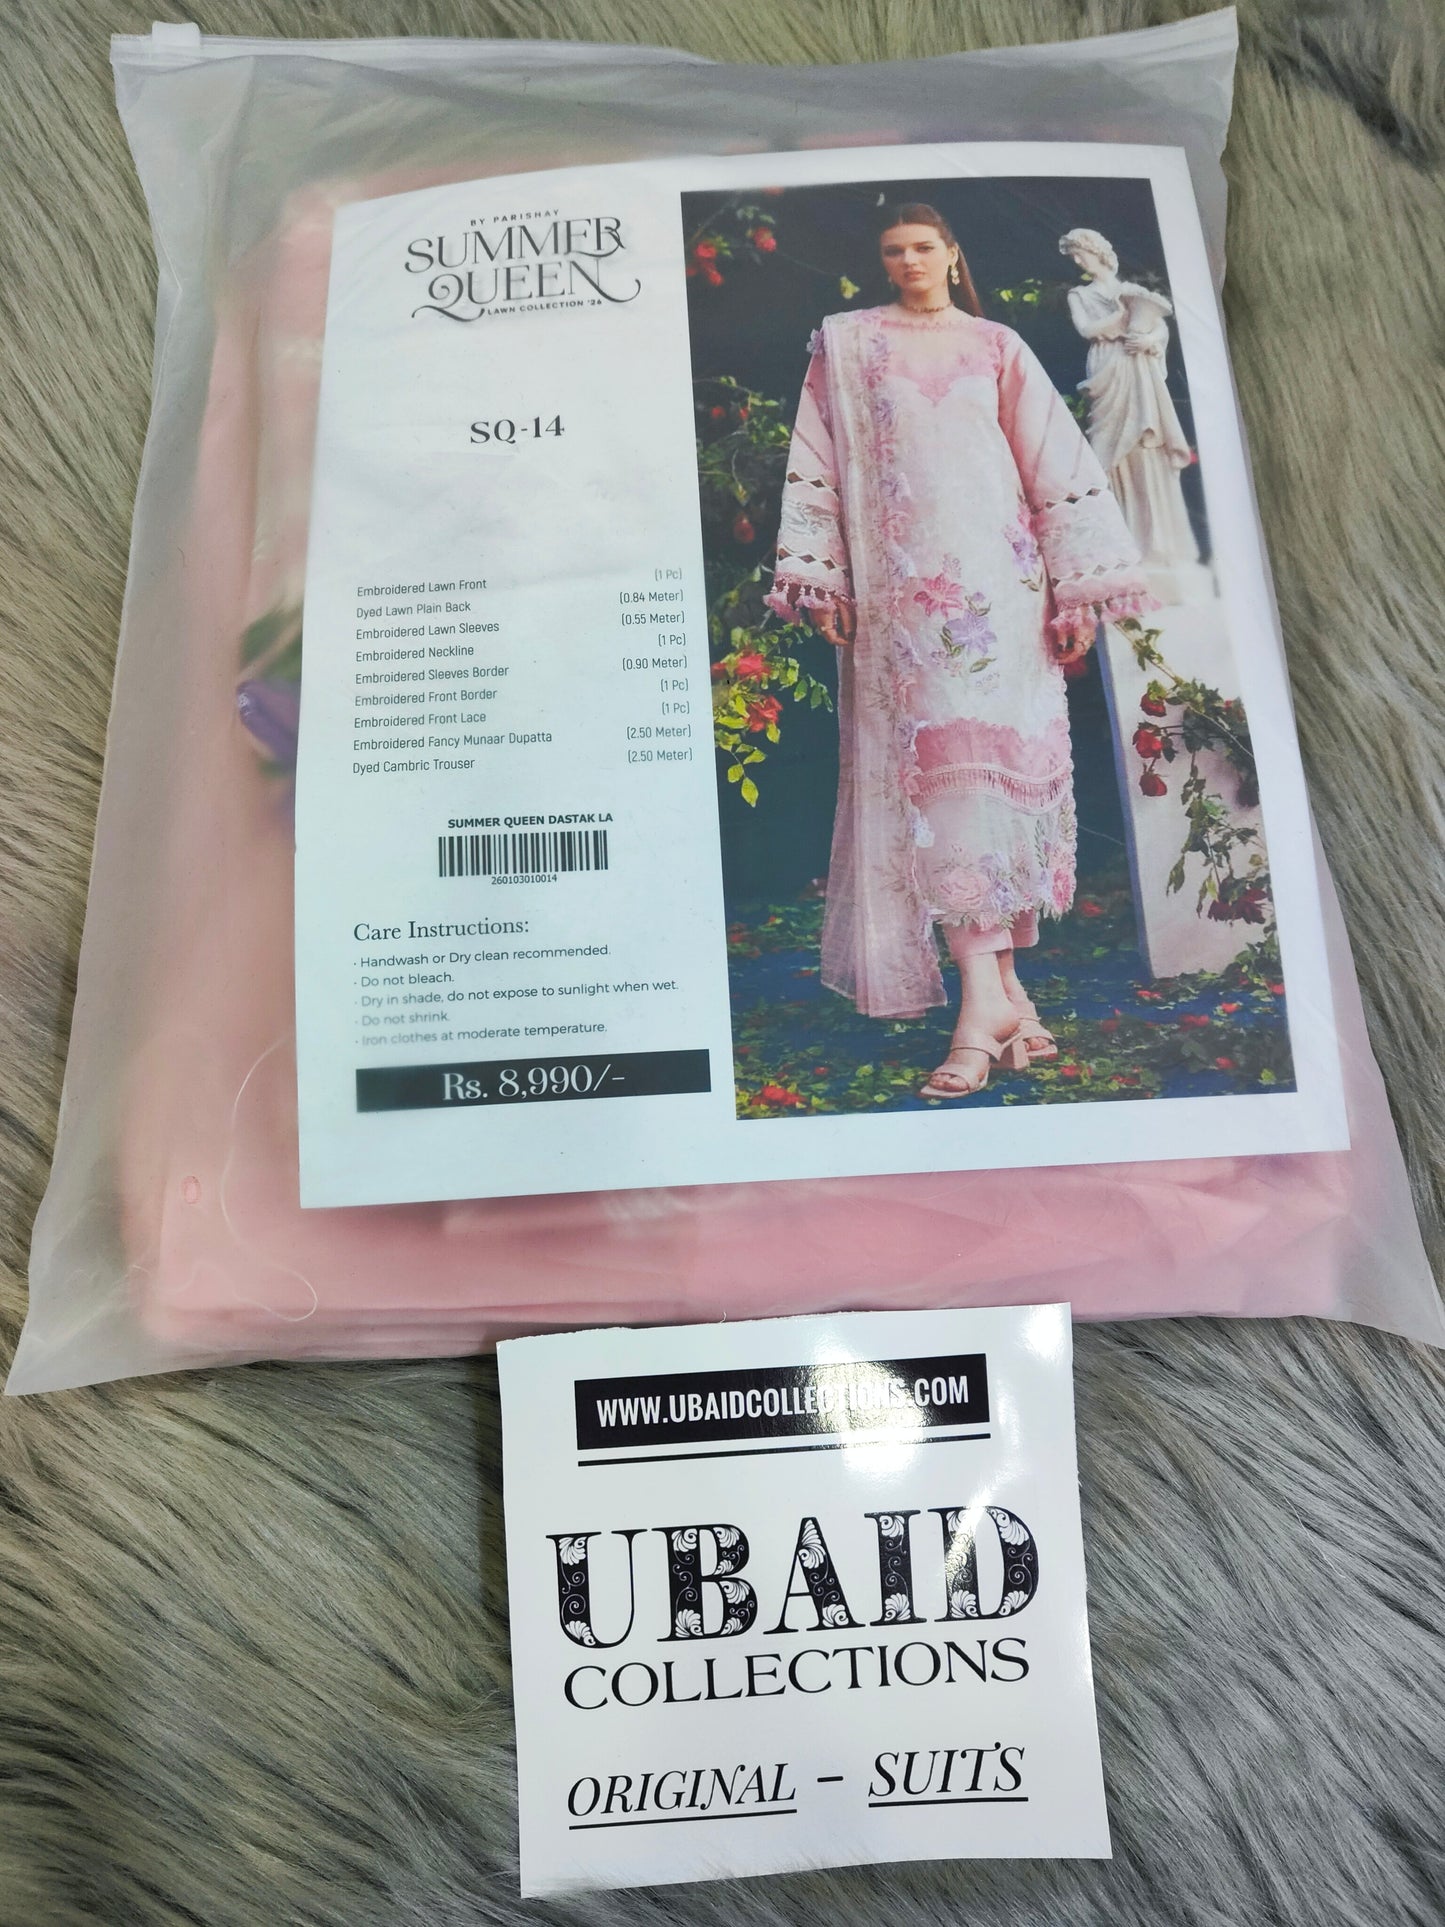 BY PARISHAY
SUMMER
QUEEN
LAWN COLLECTION '26
SQ-14
Embroidered Lawn Front (1 Pc)
Dyed Lawn Plain Back (0.84 Meter)
Embroidered Lawn Sleeves (0.55 Meter)
Embroidered Neckline (1 Pc)
Embroidered Sleeves Border (0.90 Meter)
Embroidered Front Border (1 Pc)
Embroidered Front Lace (1 Pc)
Embroidered Fancy Munaar Dupatta (2.50 Meter)
Dyed Cambric Trouser (2.50 Meter)
SUMMER QUEEN DASTAK LA
260103010014
Care Instructions:
· Handwash or Dry clean recommended.
· Do not bleach.
· Dry in shade, do not expose to sunlight when wet.
· Do not shrink.
· Iron clothes at moderate temperature.
Rs. 8,990/-
WWW.UBAIDCOLLECTIONS.COM
UBAID
COLLECTIONS
ORIGINAL - SUITS